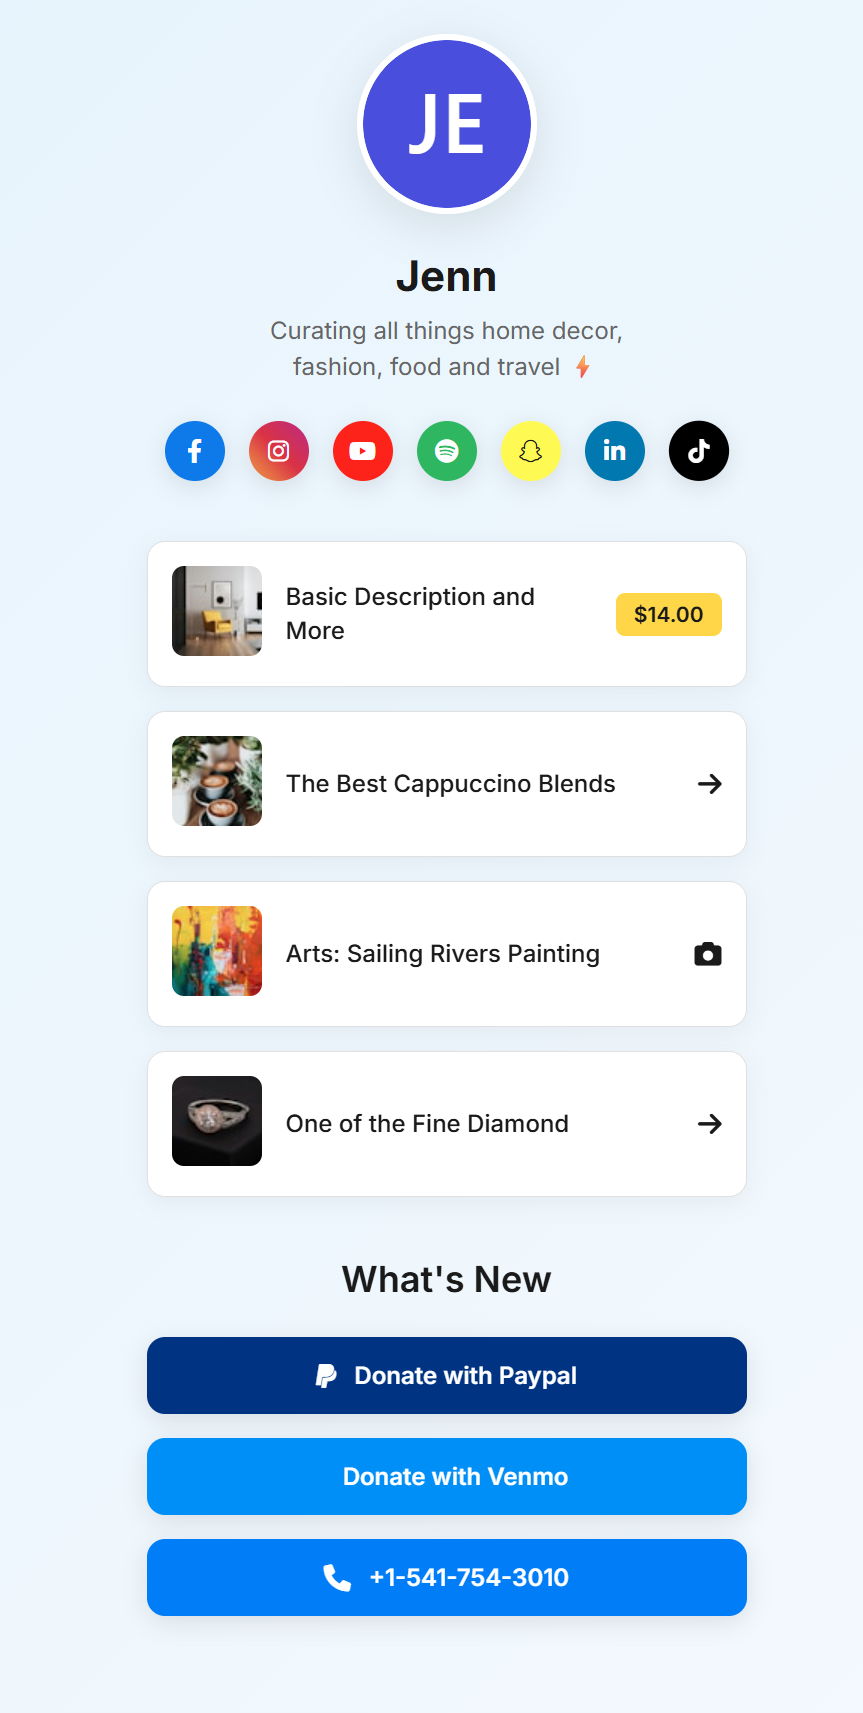 JE
Jenn
Curating all things home decor,
fashion, food and travel
Basic Description and
More
$14.00
The Best Cappuccino Blends
Arts: Sailing Rivers Painting
One of the Fine Diamond
What's New
Donate with Paypal
Donate with Venmo
+1-541-754-3010